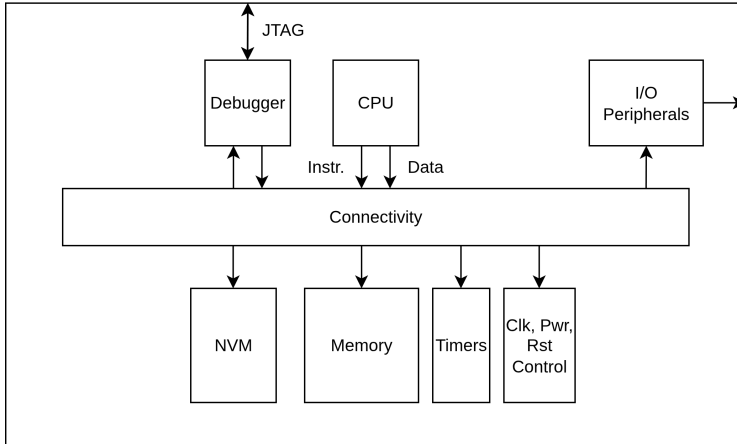 JTAG
Debugger
CPU
I/O
Peripherals
Instr.
Data
Connectivity
NVM
Memory
Timers
Clk, Pwr,
Rst
Control